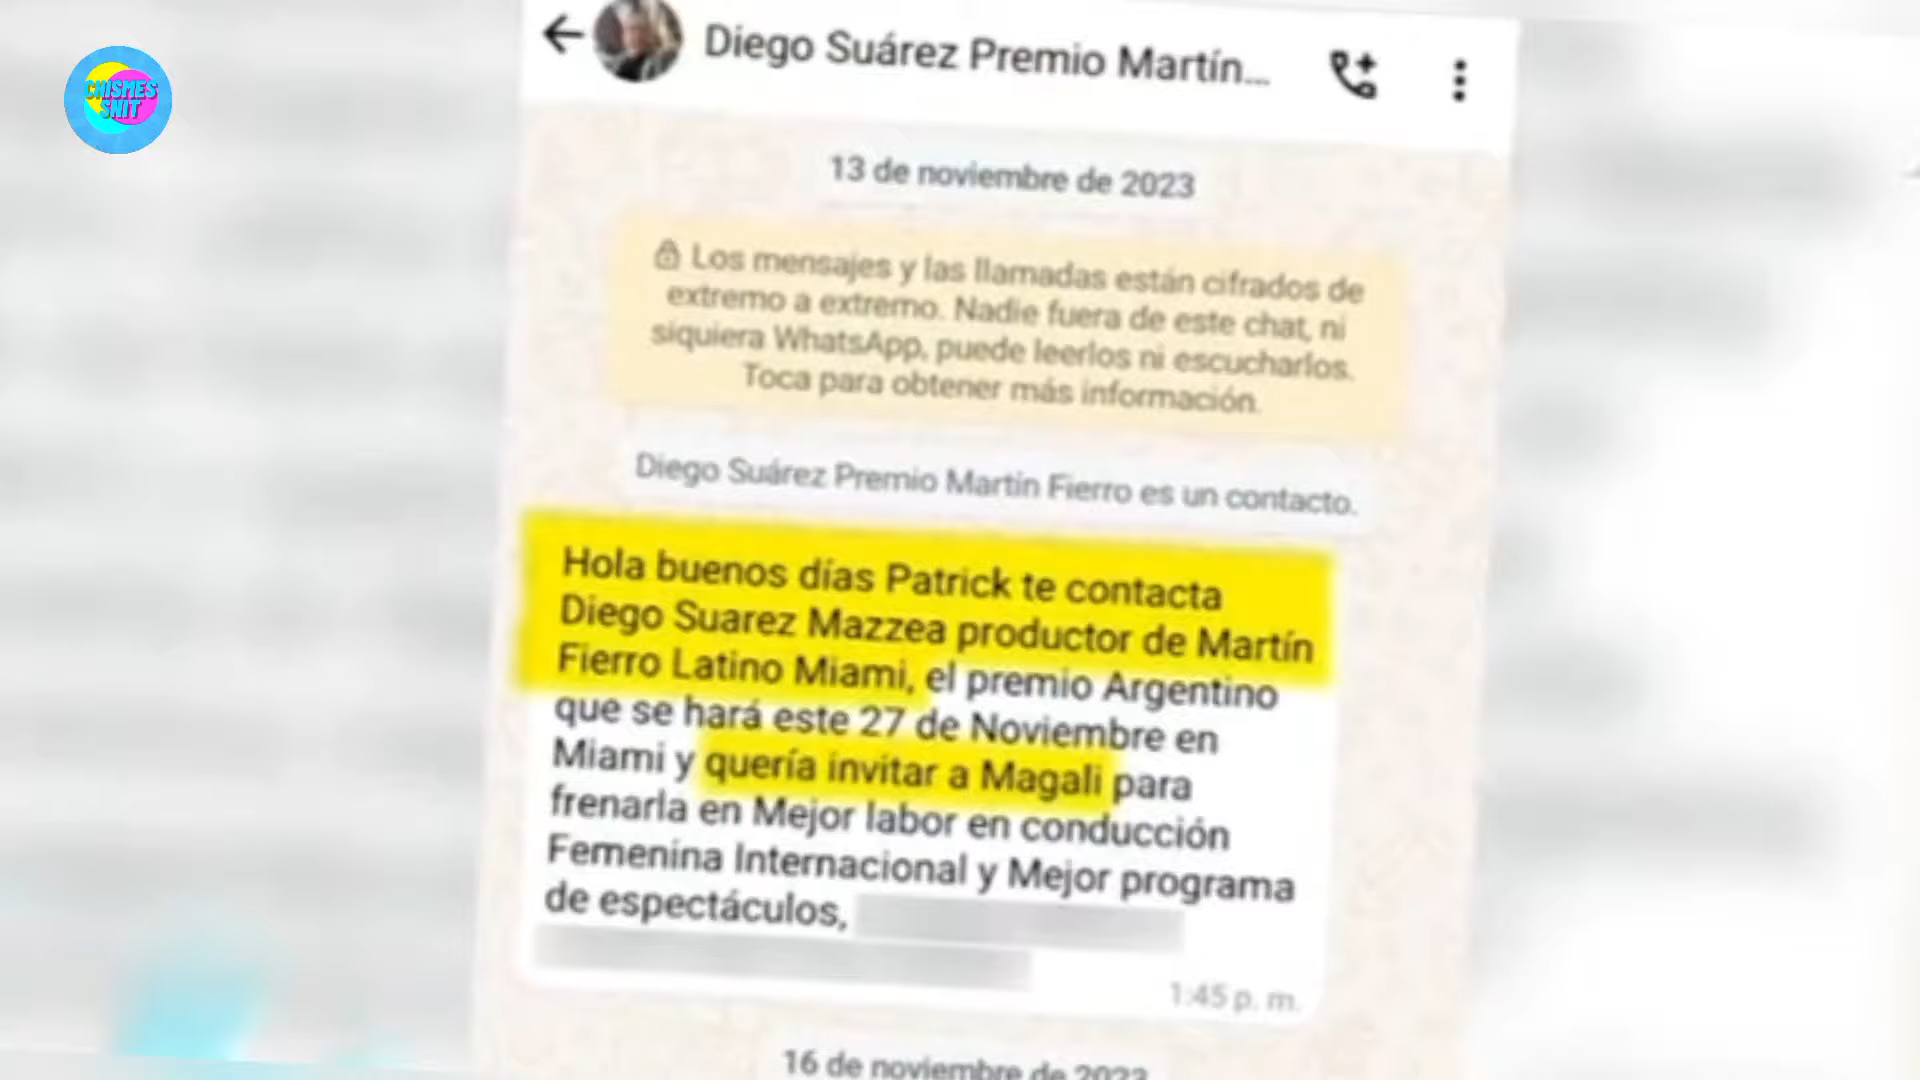 CHISMES
SNIT
Diego Suárez Premio Martín...
13 de noviembre de 2023
Los mensajes y las llamadas están cifrados de
extremo a extremo. Nadie fuera de este chat, ni
siquiera WhatsApp, puede leerlos ni escucharlos.
Toca para obtener más información.
Diego Suárez Premio Martín Fierro es un contacto.
Hola buenos días Patrick te contacta
Diego Suarez Mazzea productor de Martín
Fierro Latino Miami, el premio Argentino
que se hará este 27 de Noviembre en
Miami y quería invitar a Magali para
frenarla en Mejor labor en conducción
Femenina Internacional y Mejor programa
de espectáculos,
1:45 p. m.
16 de noviembre de 2023